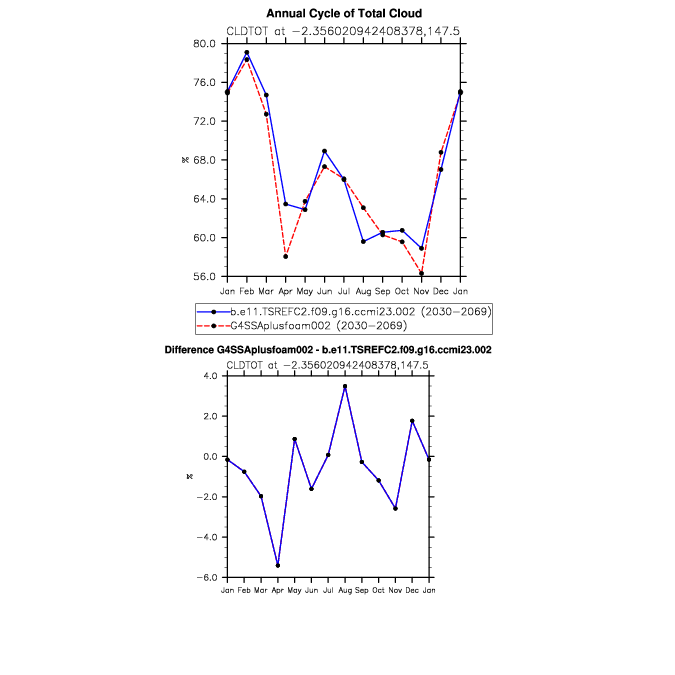 Annual Cycle of Total Cloud
CLDTOT at −2.356020942408378,147.5
80.0
76.0
72.0
68.0
64.0
60.0
56.0
%
Jan Feb Mar Apr May Jun Jul Aug Sep Oct Nov Dec Jan
b.e11.TSREFC2.f09.g16.ccmi23.002 (2030−2069)
G4SSAplusfoam002 (2030−2069)
Difference G4SSAplusfoam002 - b.e11.TSREFC2.f09.g16.ccmi23.002
CLDTOT at −2.356020942408378,147.5
4.0
2.0
0.0
−2.0
−4.0
−6.0
%
Jan Feb Mar Apr May Jun Jul Aug Sep Oct Nov Dec Jan